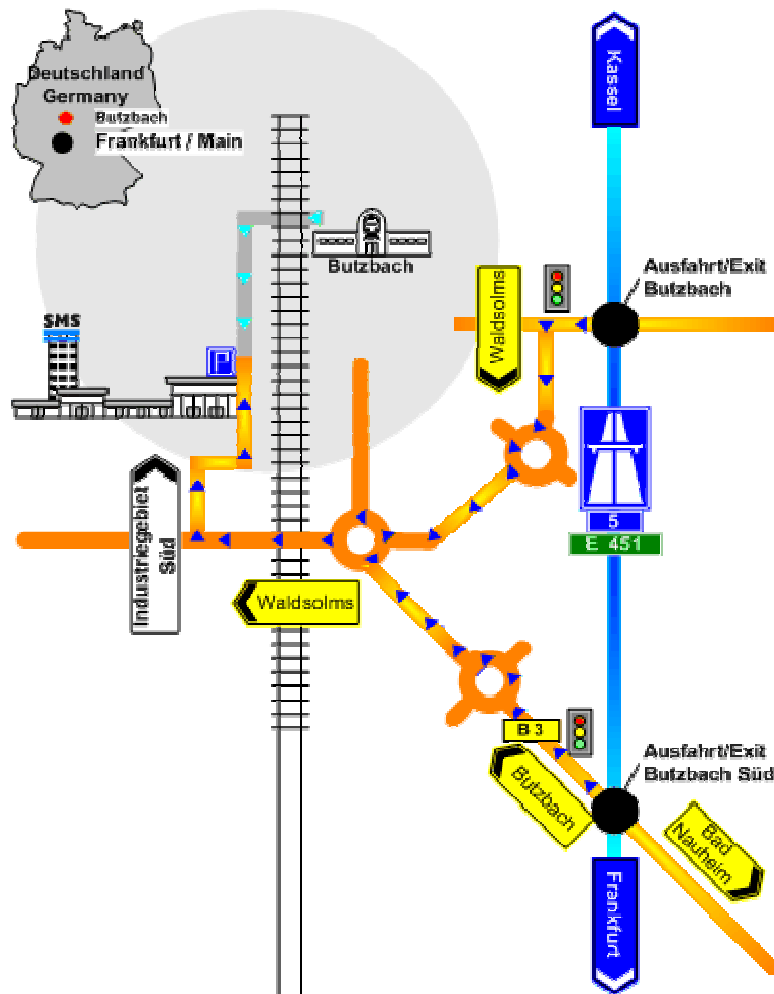 Deutschland
Germany
Butzbach
Frankfurt / Main
Kassel
Butzbach
Ausfahrt/Exit
Butzbach
Waldsolms
SMS
P
5
E 451
Industriegebiet
Süd
Waldsolms
B 3
Ausfahrt/Exit
Butzbach Süd
Butzbach
Bad
Nauheim
Frankfurt